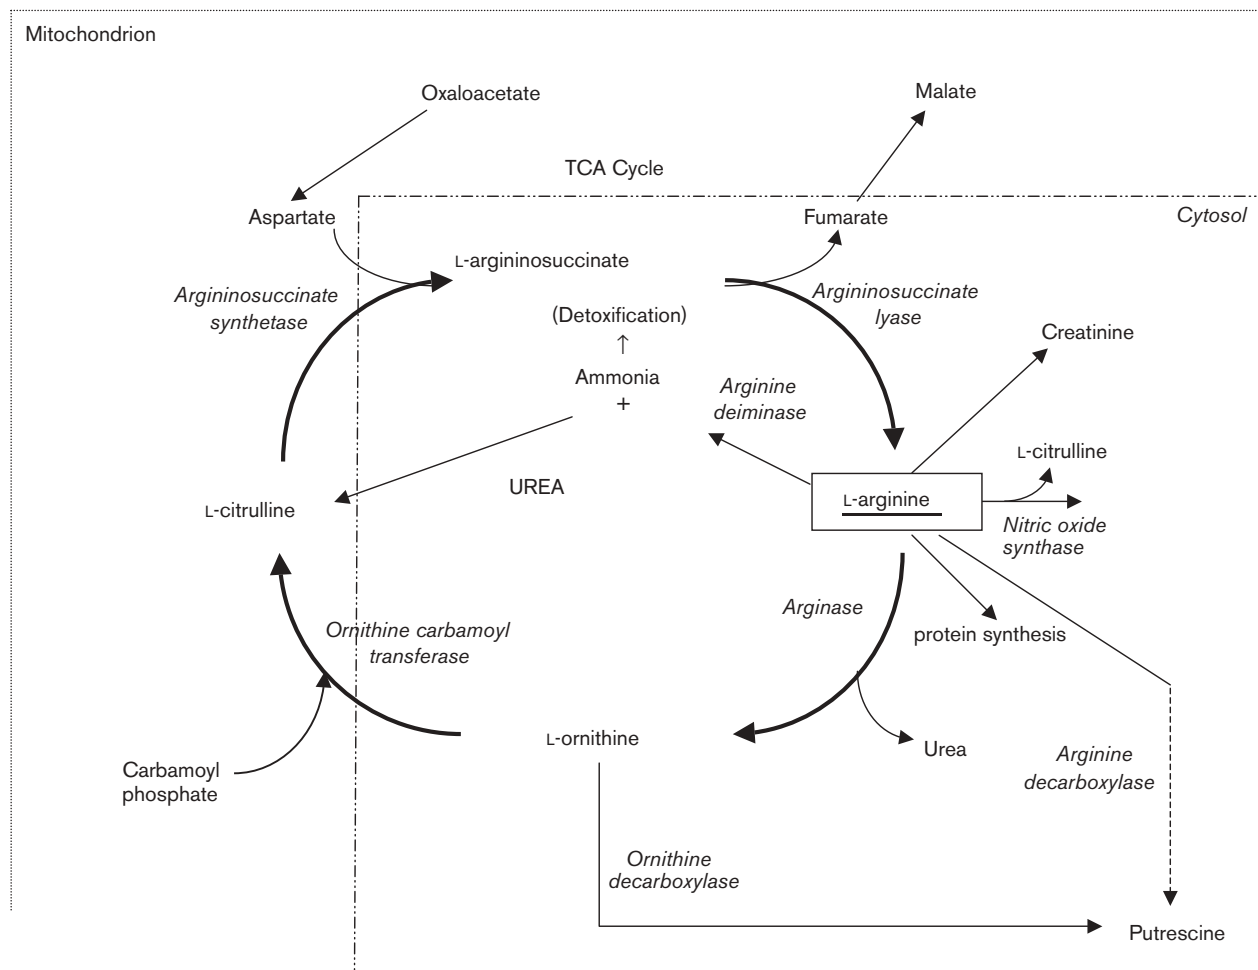 Mitochondrion
Oxaloacetate
Malate
TCA Cycle
Aspartate
Fumarate
Cytosol
L-argininosuccinate
Argininosuccinate
synthetase
Argininosuccinate
lyase
(Detoxification)
↑
Ammonia
+
Creatinine
Arginine
deiminase
L-citrulline
UREA
L-citrulline
L-arginine
Nitric oxide
synthase
Arginase
protein synthesis
Ornithine carbamoyl
transferase
L-ornithine
Urea
Carbamoyl
phosphate
Arginine
decarboxylase
Ornithine
decarboxylase
Putrescine